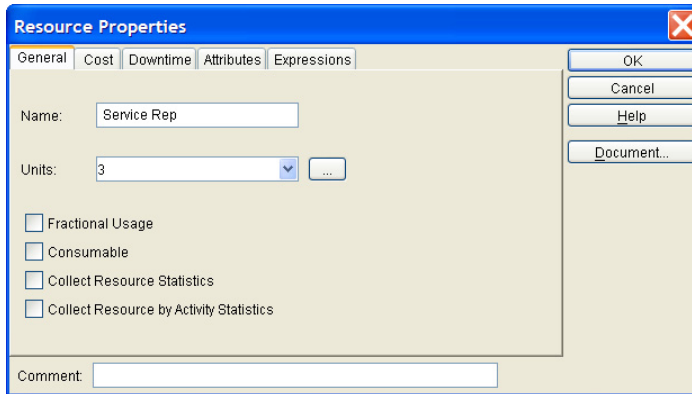 Resource Properties
General Cost Downtime Attributes Expressions
OK
Cancel
Help
Document...
Name: Service Rep
Units: 3 ...
Fractional Usage
Consumable
Collect Resource Statistics
Collect Resource by Activity Statistics
Comment: